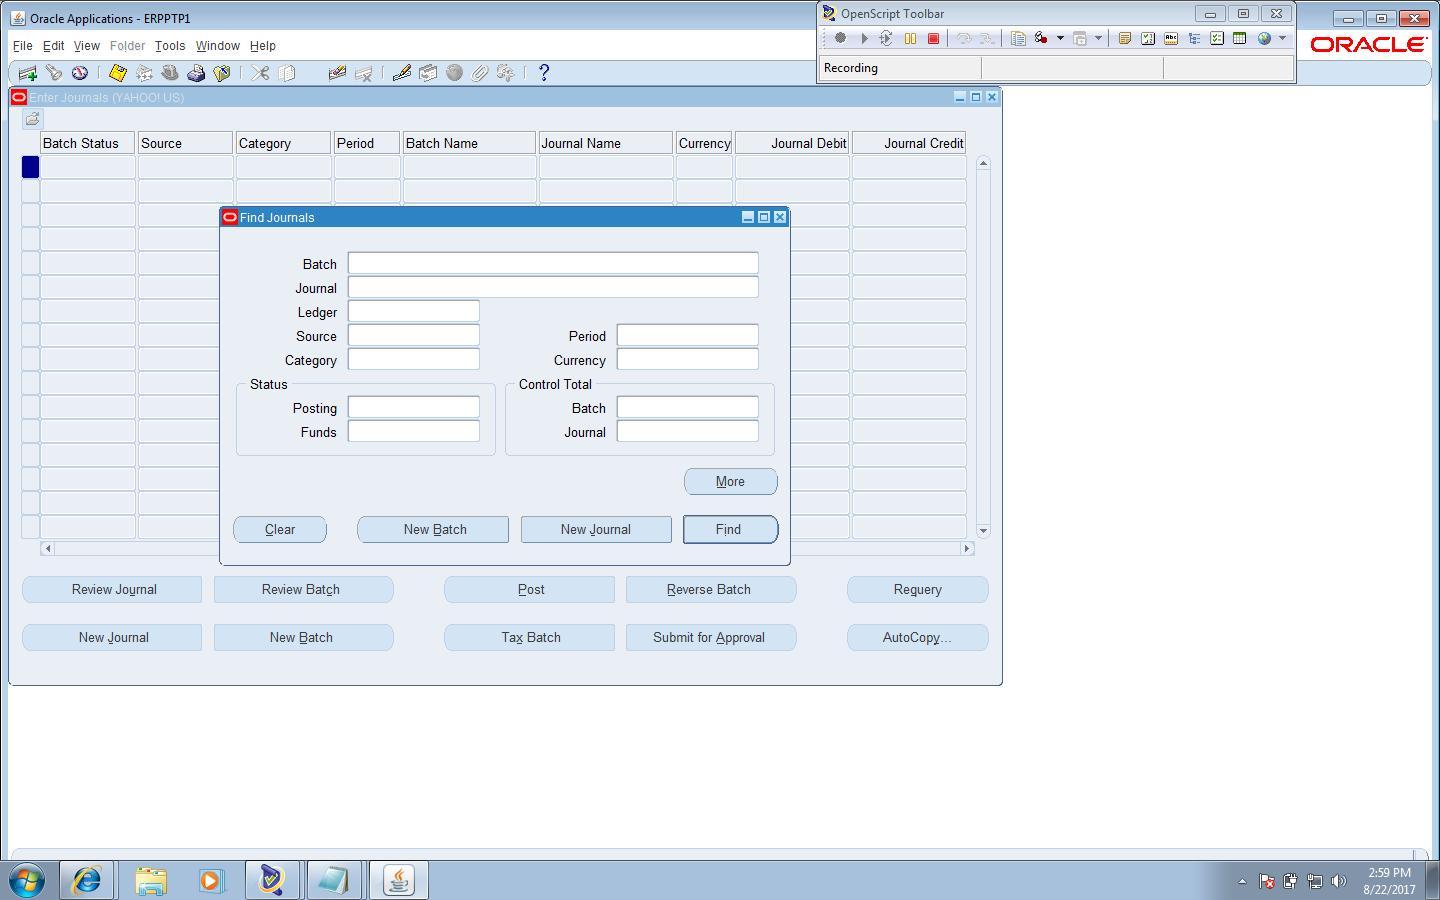 Oracle Applications - ERPPTP1
OpenScript Toolbar
File Edit View Folder Tools Window Help
ORACLE
Recording
Enter Journals (YAHOO! US)
Batch Status Source Category Period Batch Name Journal Name Currency Journal Debit Journal Credit
Find Journals
Batch
Journal
Ledger
Source Period
Category Currency
Status Control Total
Posting Batch
Funds Journal
More
Clear New Batch New Journal Find
Review Journal Review Batch Post Reverse Batch Requery
New Journal New Batch Tax Batch Submit for Approval AutoCopy...
2:59 PM
8/22/2017